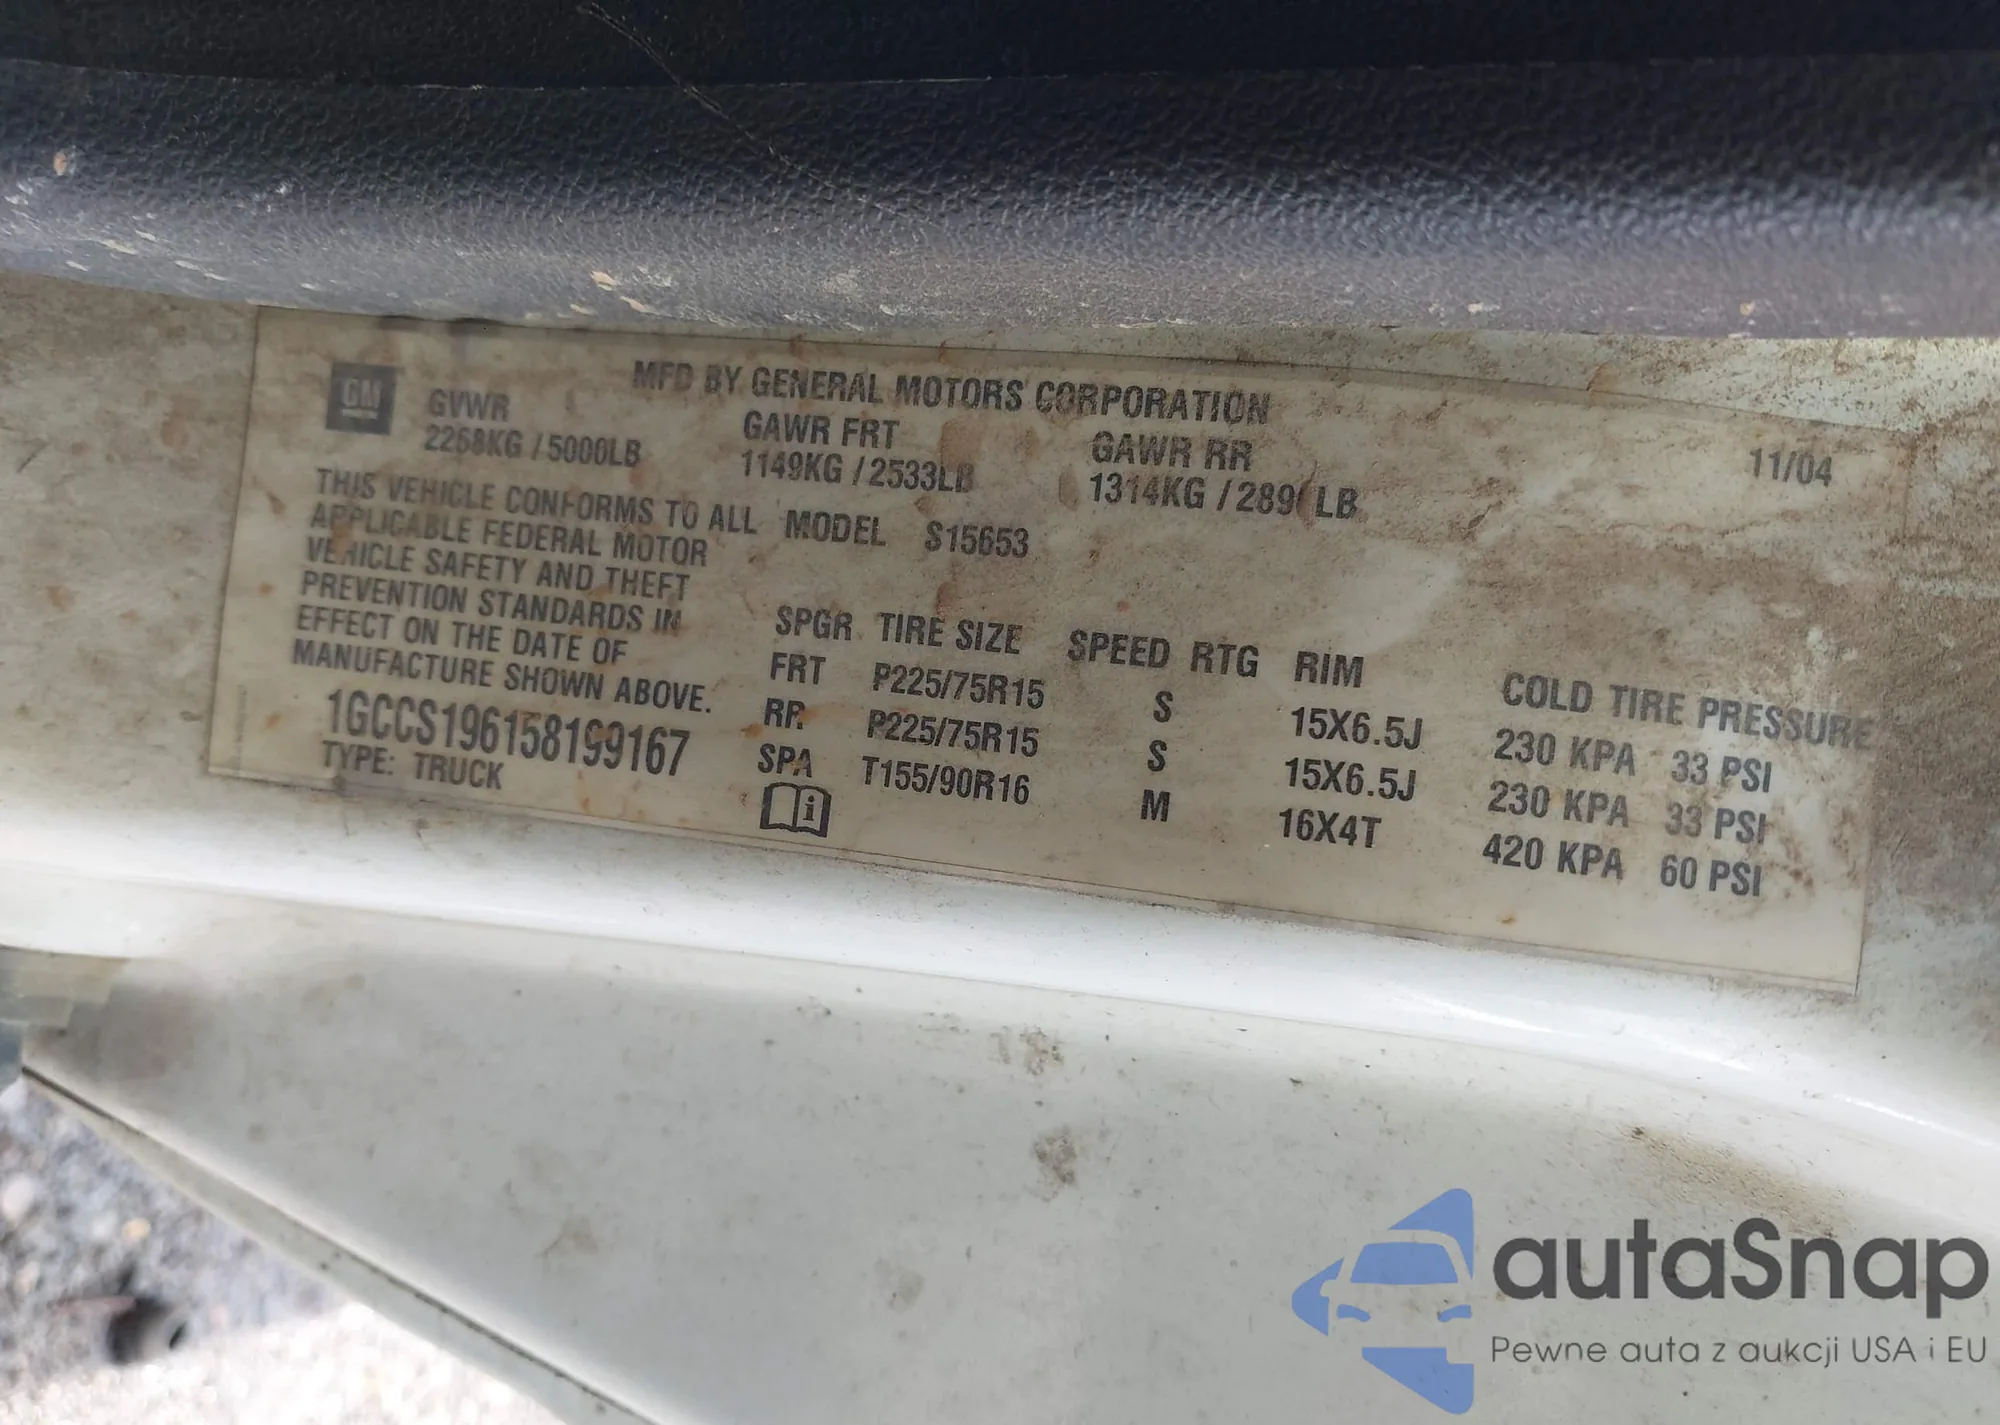 MFD BY GENERAL MOTORS CORPORATION
GM
GVWR GAWR FRT GAWR RR 11/04
2268KG / 5000LB 1149KG / 2533LB 1314KG / LB
THIS VEHICLE CONFORMS TO ALL MODEL S15653
APPLICABLE FEDERAL MOTOR
VEHICLE SAFETY AND THEFT
PREVENTION STANDARDS IN
EFFECT ON THE DATE OF
MANUFACTURE SHOWN ABOVE.
1GCCS196158199167
TYPE: TRUCK
SPGR TIRE SIZE SPEED RTG RIM COLD TIRE PRESSURE
FRT P225/75R15 S 15X6.5J 230 KPA 33 PSI
RR P225/75R15 S 15X6.5J 230 KPA 33 PSI
SPA T155/90R16 M 16X4T 420 KPA 60 PSI
i
autaSnap
Pewne auta z aukcji USA i EU